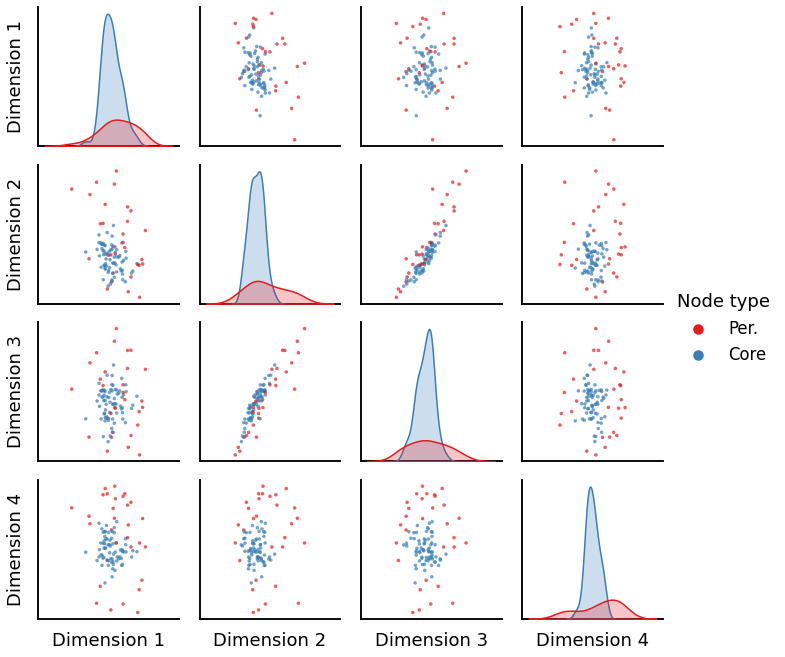 Dimension 1
Dimension 2
Node type
Per.
Core
Dimension 3
Dimension 4
Dimension 1
Dimension 2
Dimension 3
Dimension 4